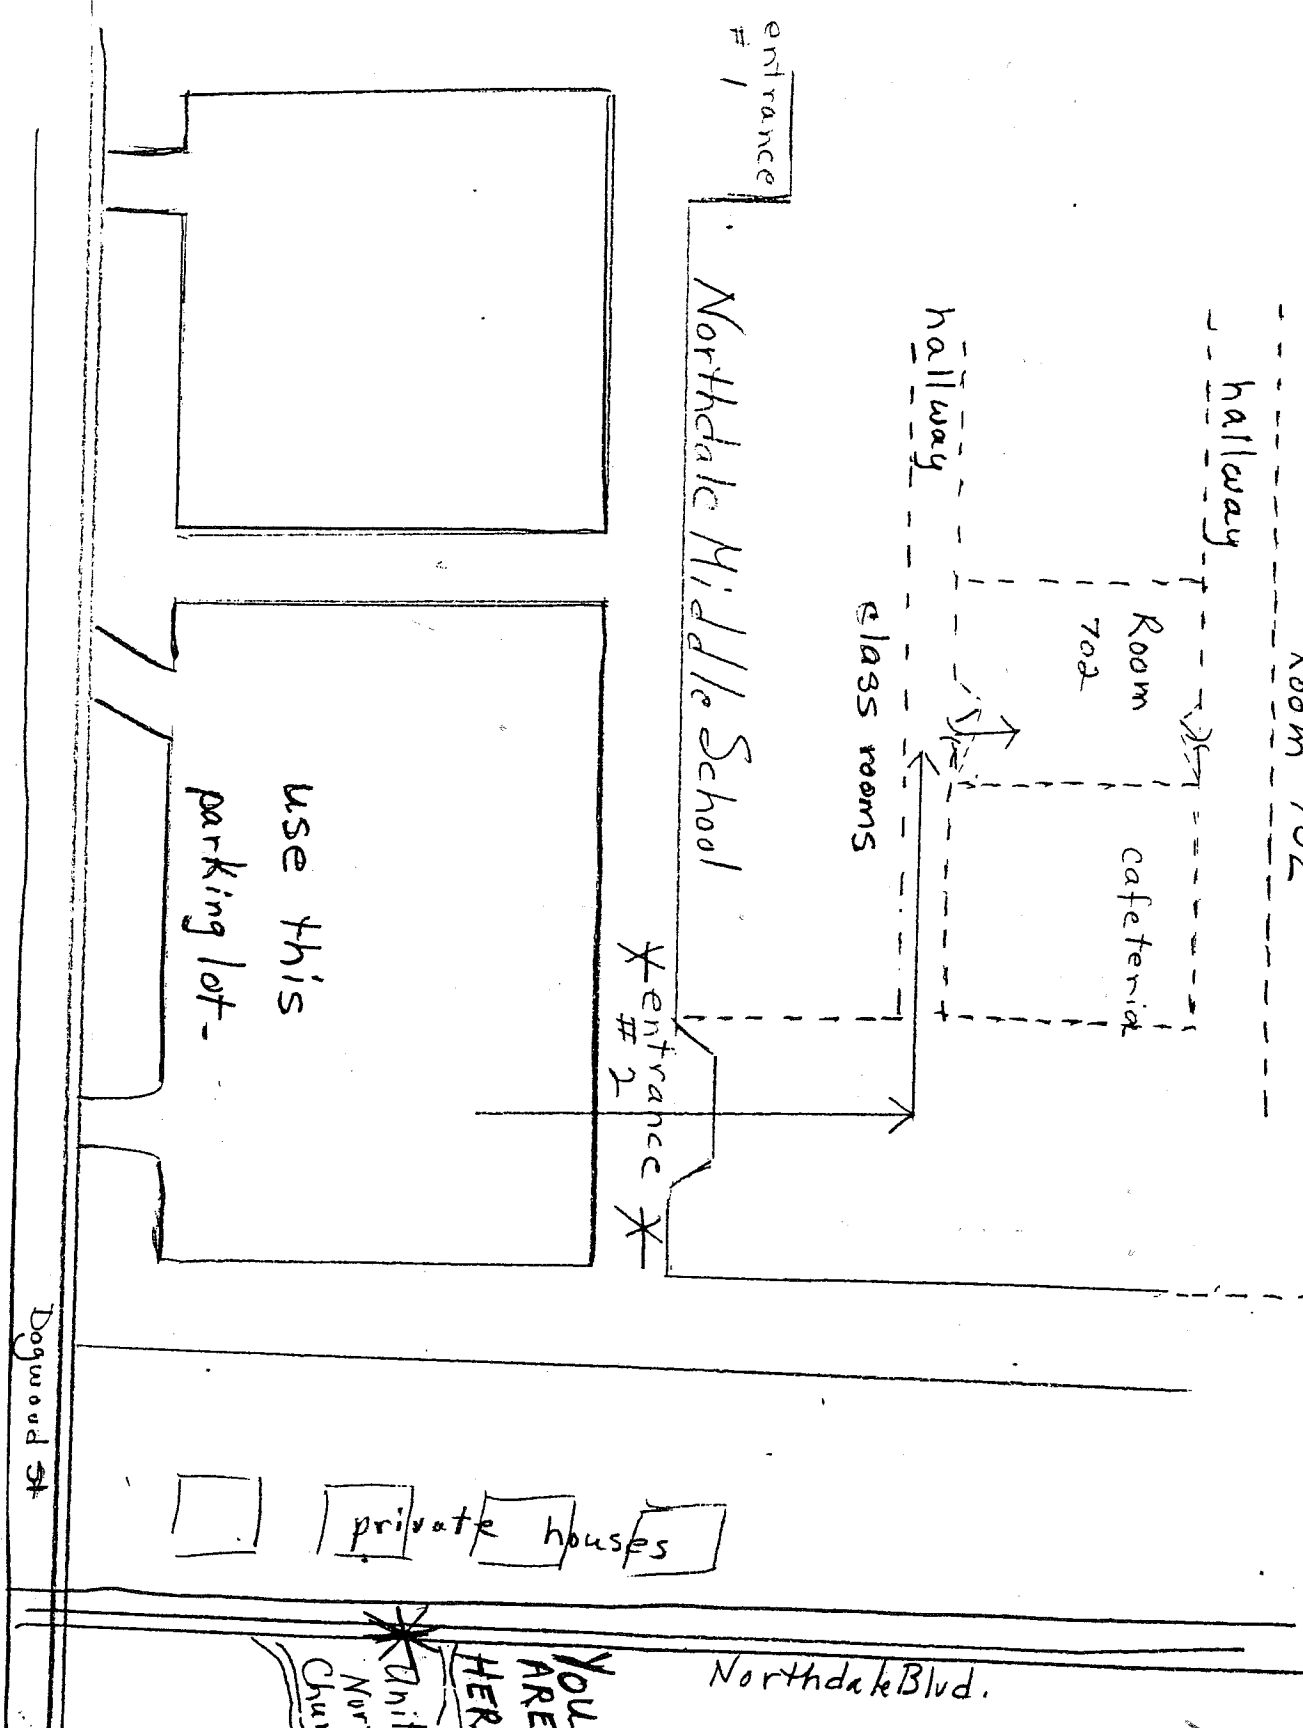 entrance
# 1
hallway
hallway
Room
702
Room 702
cafeteria
class rooms
Northdale Middle School
*entrance *
# 2
use this
parking lot.
Dogwood St
private houses
Northdale Blvd.
YOU
ARE
HER
Unit
Nor
Chu